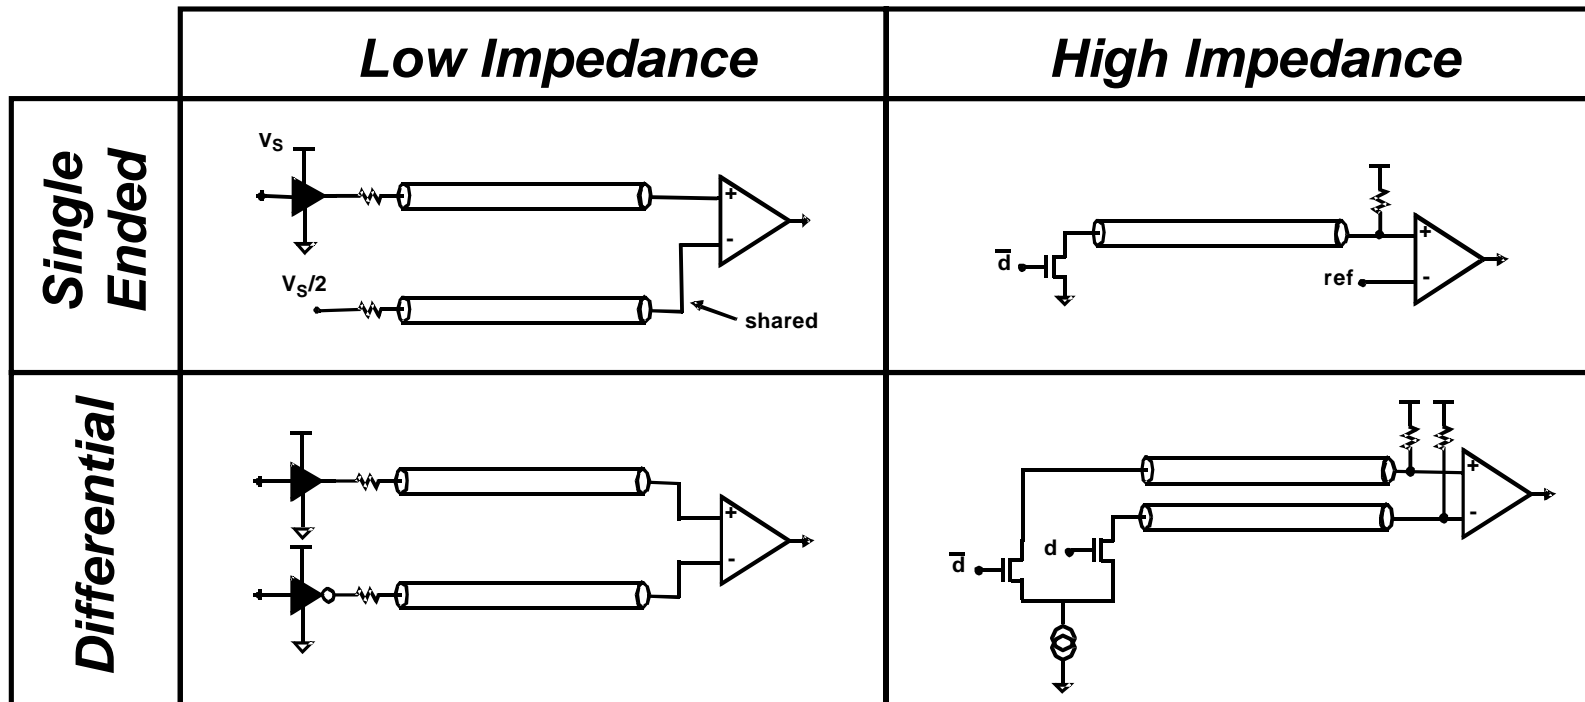 Low Impedance
High Impedance
Single
Ended
VS
+
-
VS/2
shared
d̅
+
-
ref
Differential
+
-
+
-
d̅
d